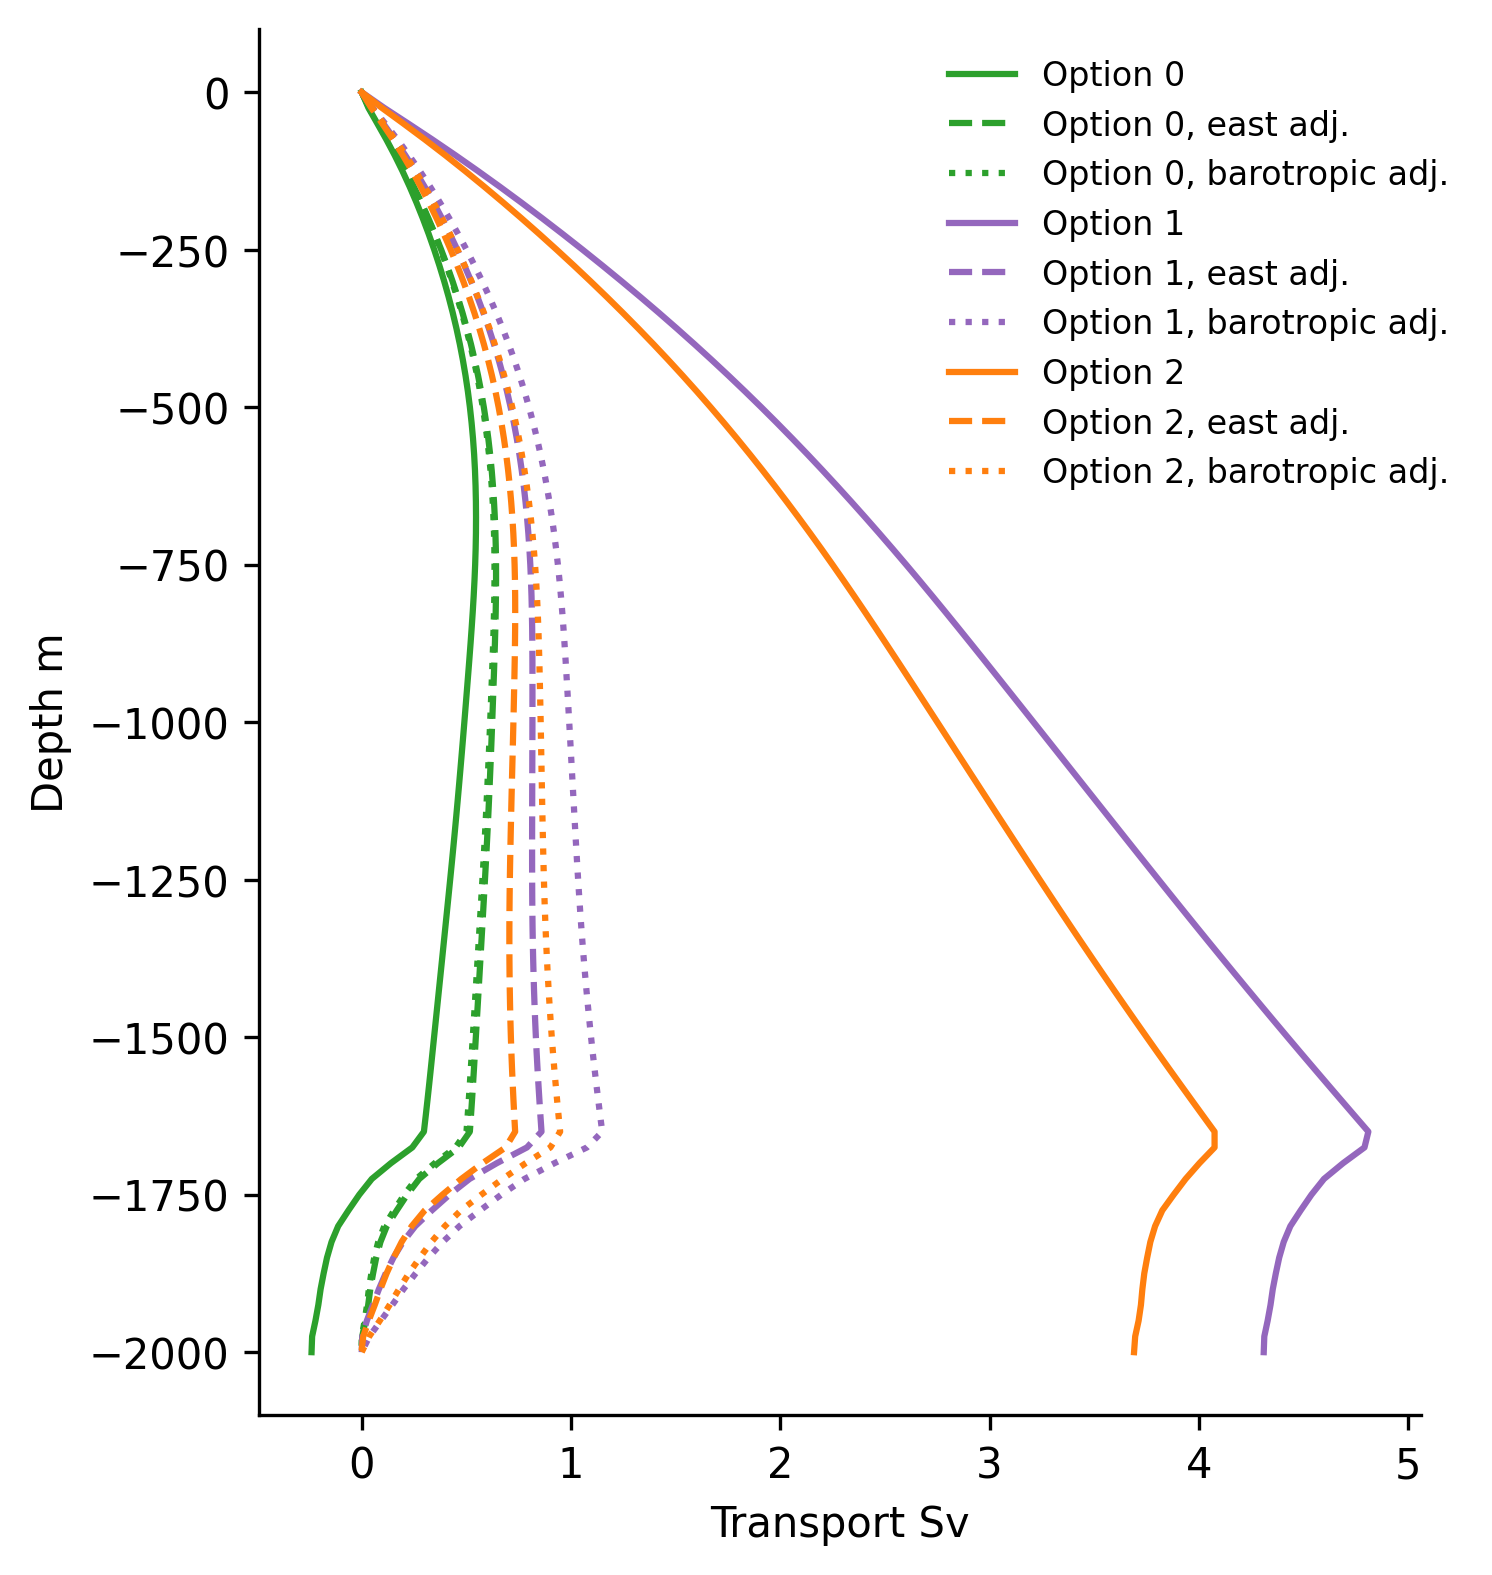 Option 0
Option 0, east adj.
Option 0, barotropic adj.
Option 1
Option 1, east adj.
Option 1, barotropic adj.
Option 2
Option 2, east adj.
Option 2, barotropic adj.
0
−250
−500
−750
−1000
−1250
−1500
−1750
−2000
Depth m
0 1 2 3 4 5
Transport Sv